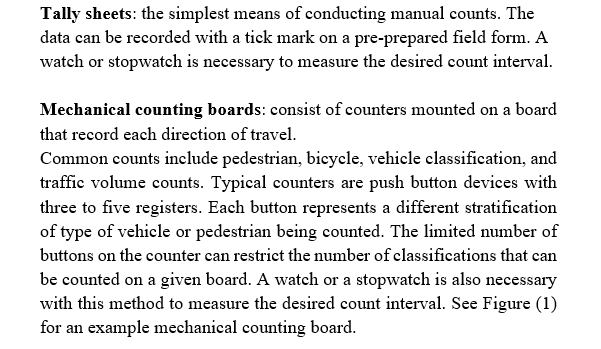 Tally sheets: the simplest means of conducting manual counts. The
data can be recorded with a tick mark on a pre-prepared field form. A
watch or stopwatch is necessary to measure the desired count interval.
Mechanical counting boards: consist of counters mounted on a board
that record each direction of travel.
Common counts include pedestrian, bicycle, vehicle classification, and
traffic volume counts. Typical counters are push button devices with
three to five registers. Each button represents a different stratification
of type of vehicle or pedestrian being counted. The limited number of
buttons on the counter can restrict the number of classifications that can
be counted on a given board. A watch or a stopwatch is also necessary
with this method to measure the desired count interval. See Figure (1)
for an example mechanical counting board.